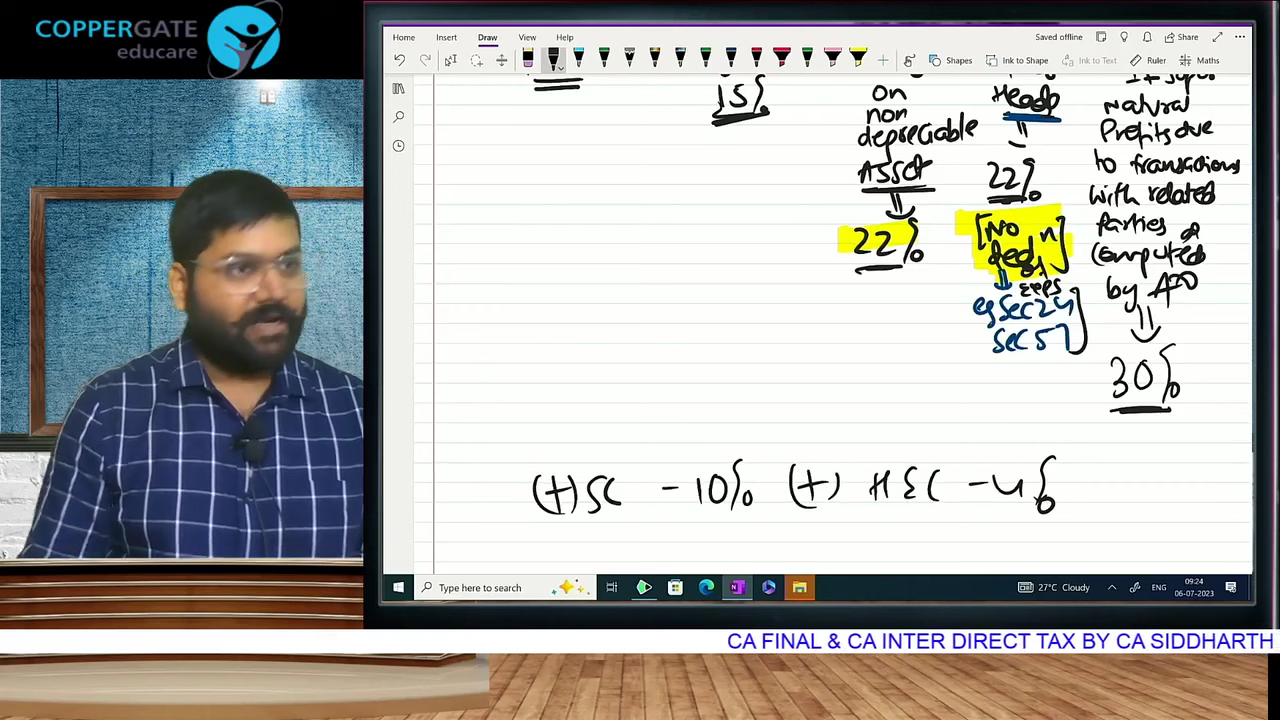 COPPERGATE
educare
Home Insert Draw View Help
Saved offline
Share
Shapes
Ink to Shape
Ink to Text
Ruler
Maths
15%
On
non
depreciable
Asset
22%
Heads
22%
[No
Ded n]
of
exps
eg Sec 24
Sec 57
natural
Profits due
to transactions
with related
parties
Computed
by A.O
30%
(+) SC - 10% (+) HEC - 4%
Type here to search
27°C Cloudy
ENG
09:24
06-07-2023
CA FINAL & CA INTER DIRECT TAX BY CA SIDDHARTH